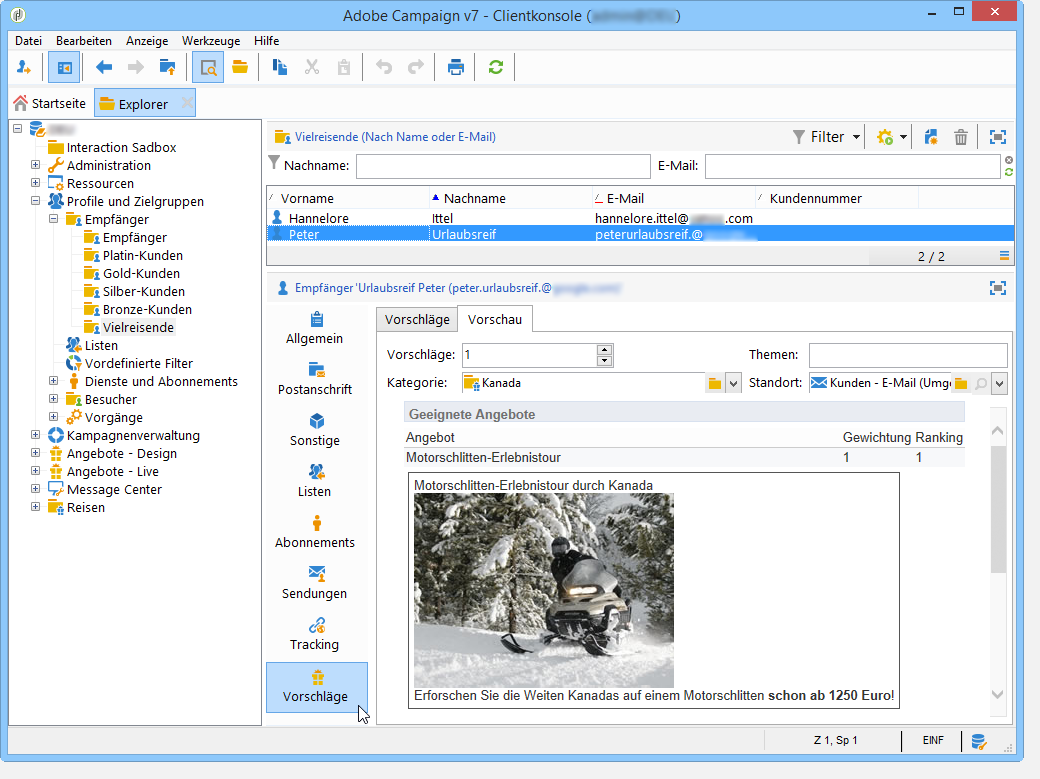 Adobe Campaign v7 - Clientkonsole (
Datei Bearbeiten Anzeige Werkzeuge Hilfe
Startseite Explorer
Interaction Sadbox
Administration
Ressourcen
Profile und Zielgruppen
Empfänger
Empfänger
Platin-Kunden
Gold-Kunden
Silber-Kunden
Bronze-Kunden
Vielreisende
Listen
Vordefinierte Filter
Dienste und Abonnements
Besucher
Vorgänge
Kampagnenverwaltung
Angebote - Design
Angebote - Live
Message Center
Reisen
Vielreisende (Nach Name oder E-Mail) Filter
Nachname: E-Mail:
Vorname Nachname E-Mail Kundennummer
Hannelore Ittel hannelore.ittel@ .com
Peter Urlaubsreif peterurlaubsreif.@
2 / 2
Empfänger 'Urlaubsreif Peter (peter.urlaubsreif.@
Allgemein
Postanschrift
Sonstige
Listen
Abonnements
Sendungen
Tracking
Vorschläge
Vorschläge Vorschau
Vorschläge: 1 Themen:
Kategorie: Kanada Standort: Kunden - E-Mail (Umg
Geeignete Angebote
Angebot Gewichtung Ranking
Motorschlitten-Erlebnistour 1 1
Motorschlitten-Erlebnistour durch Kanada
Erforschen Sie die Weiten Kanadas auf einem Motorschlitten schon ab 1250 Euro!
Z 1, Sp 1 EINF